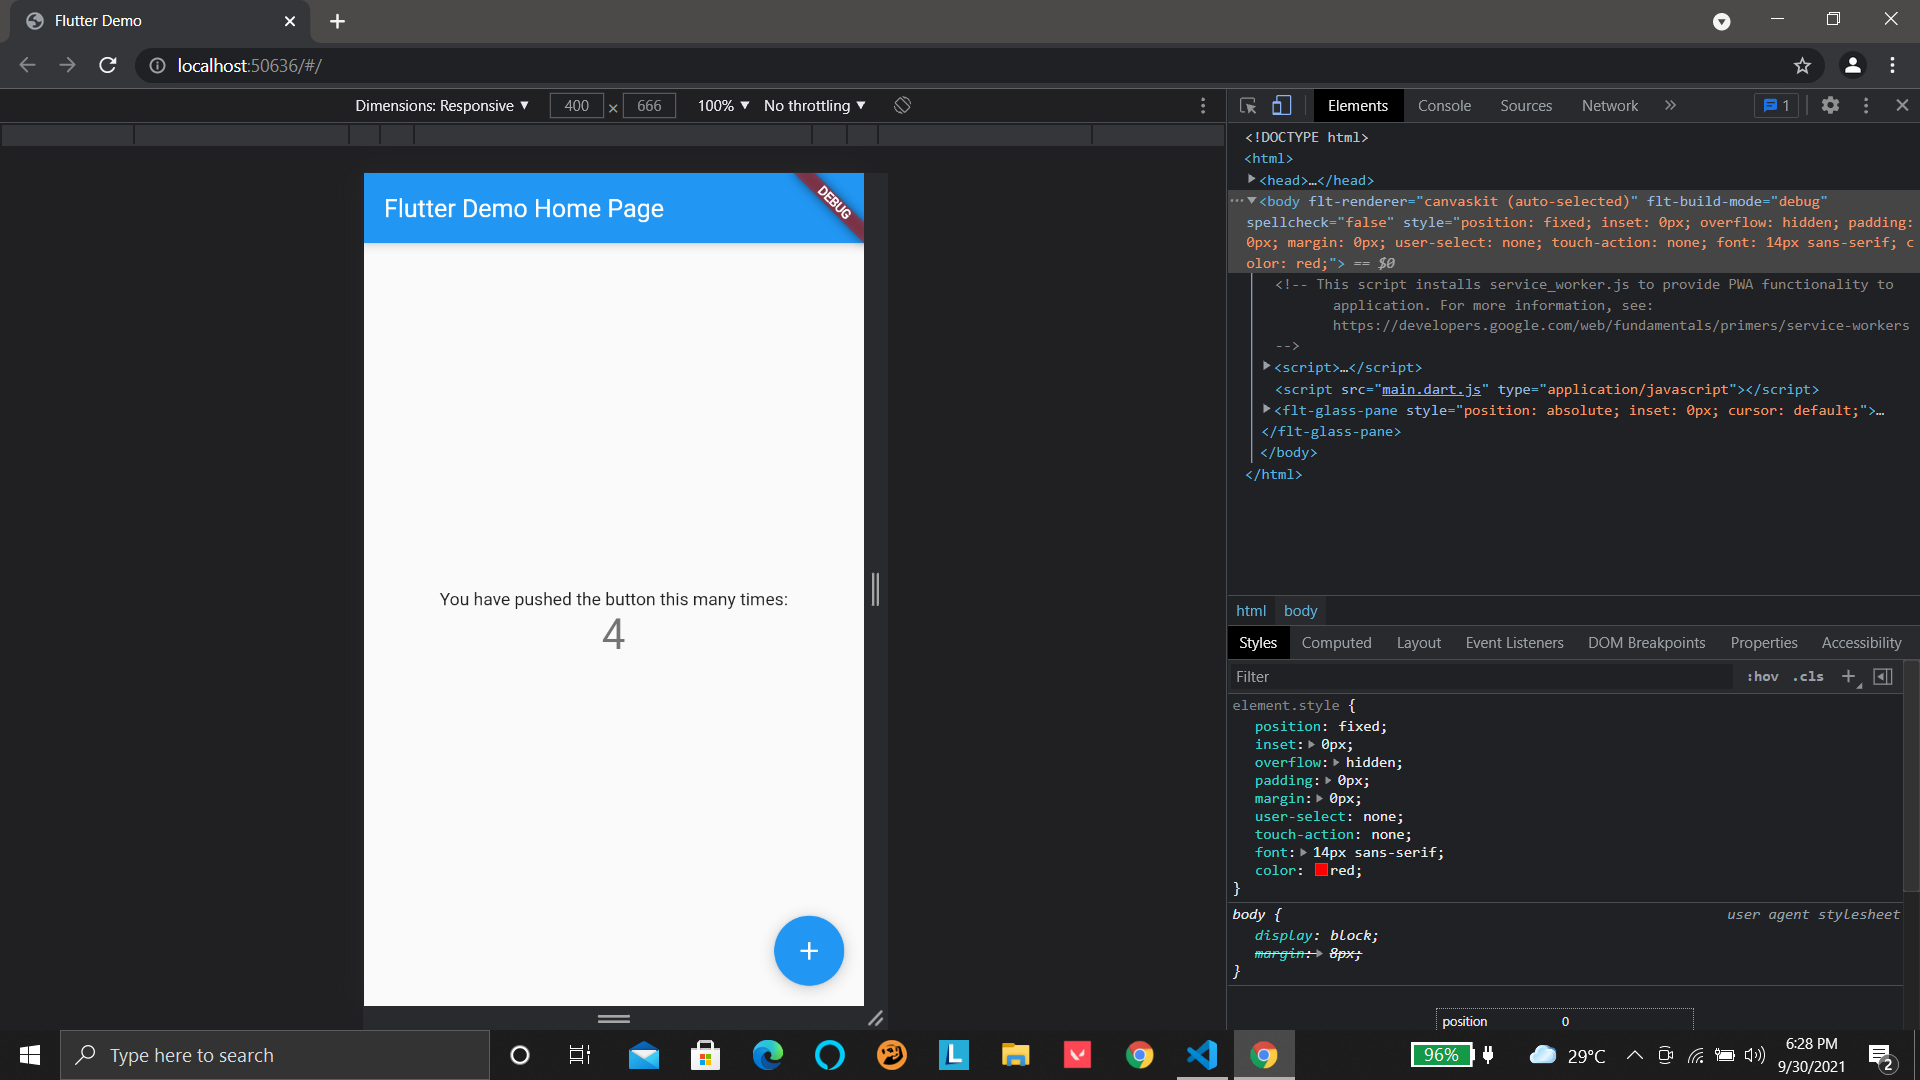 Flutter Demo
localhost:50636/#/
Dimensions: Responsive ▼ 400 × 666 100% ▼ No throttling ▼
Elements Console Sources Network » 1
<!DOCTYPE html>
<html>
<head>…</head>
<body flt-renderer="canvaskit (auto-selected)" flt-build-mode="debug"
spellcheck="false" style="position: fixed; inset: 0px; overflow: hidden; padding:
0px; margin: 0px; user-select: none; touch-action: none; font: 14px sans-serif; c
olor: red;"> == $0
<!-- This script installs service_worker.js to provide PWA functionality to
application. For more information, see:
https://developers.google.com/web/fundamentals/primers/service-workers
-->
<script>…</script>
<script src="main.dart.js" type="application/javascript"></script>
<flt-glass-pane style="position: absolute; inset: 0px; cursor: default;">…
</flt-glass-pane>
</body>
</html>
Flutter Demo Home Page
DEBUG
You have pushed the button this many times:
4
+
html body
Styles Computed Layout Event Listeners DOM Breakpoints Properties Accessibility
Filter :hov .cls +
element.style {
position: fixed;
inset: 0px;
overflow: hidden;
padding: 0px;
margin: 0px;
user-select: none;
touch-action: none;
font: 14px sans-serif;
color: red;
}
body { user agent stylesheet
display: block;
margin: 8px;
}
position 0
Type here to search
L
96%
29°C
6:28 PM
9/30/2021
2